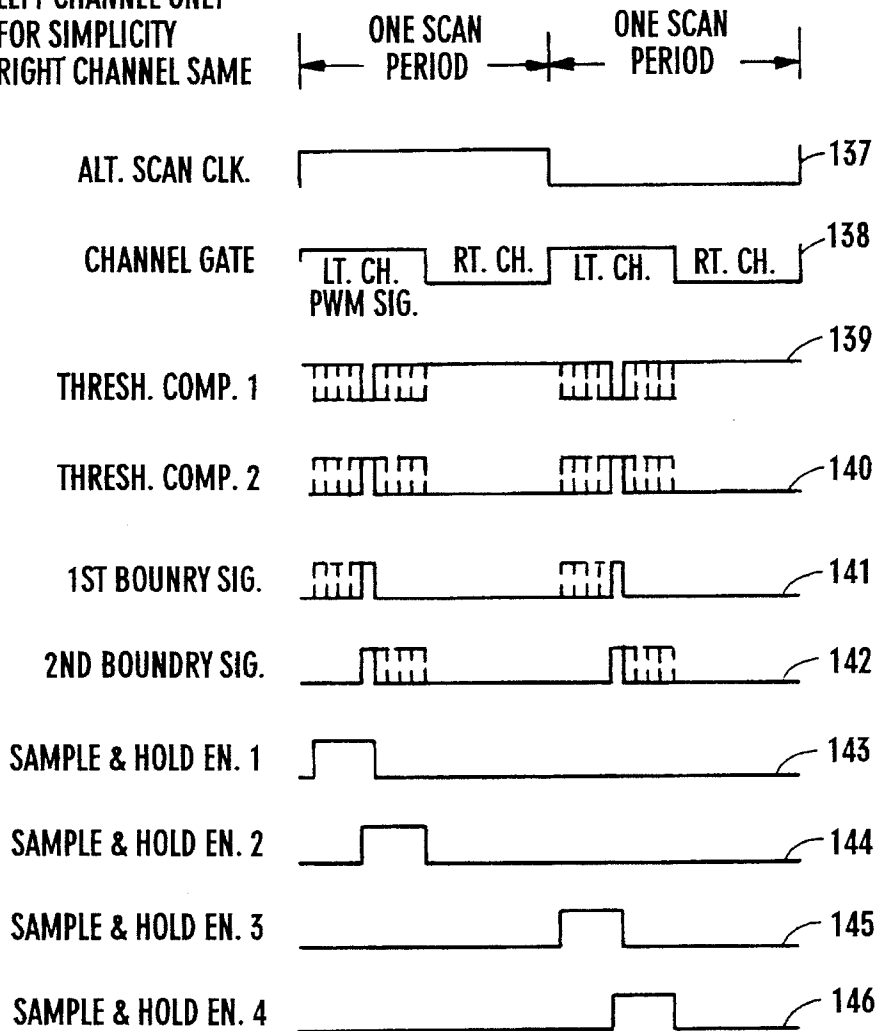 LEFT CHANNEL ONLY
FOR SIMPLICITY
RIGHT CHANNEL SAME
ONE SCAN
PERIOD
ONE SCAN
PERIOD
ALT. SCAN CLK.
137
CHANNEL GATE
LT. CH.
PWM SIG.
RT. CH.
LT. CH.
RT. CH.
138
THRESH. COMP. 1
139
THRESH. COMP. 2
140
1ST BOUNRY SIG.
141
2ND BOUNDRY SIG.
142
SAMPLE & HOLD EN. 1
143
SAMPLE & HOLD EN. 2
144
SAMPLE & HOLD EN. 3
145
SAMPLE & HOLD EN. 4
146